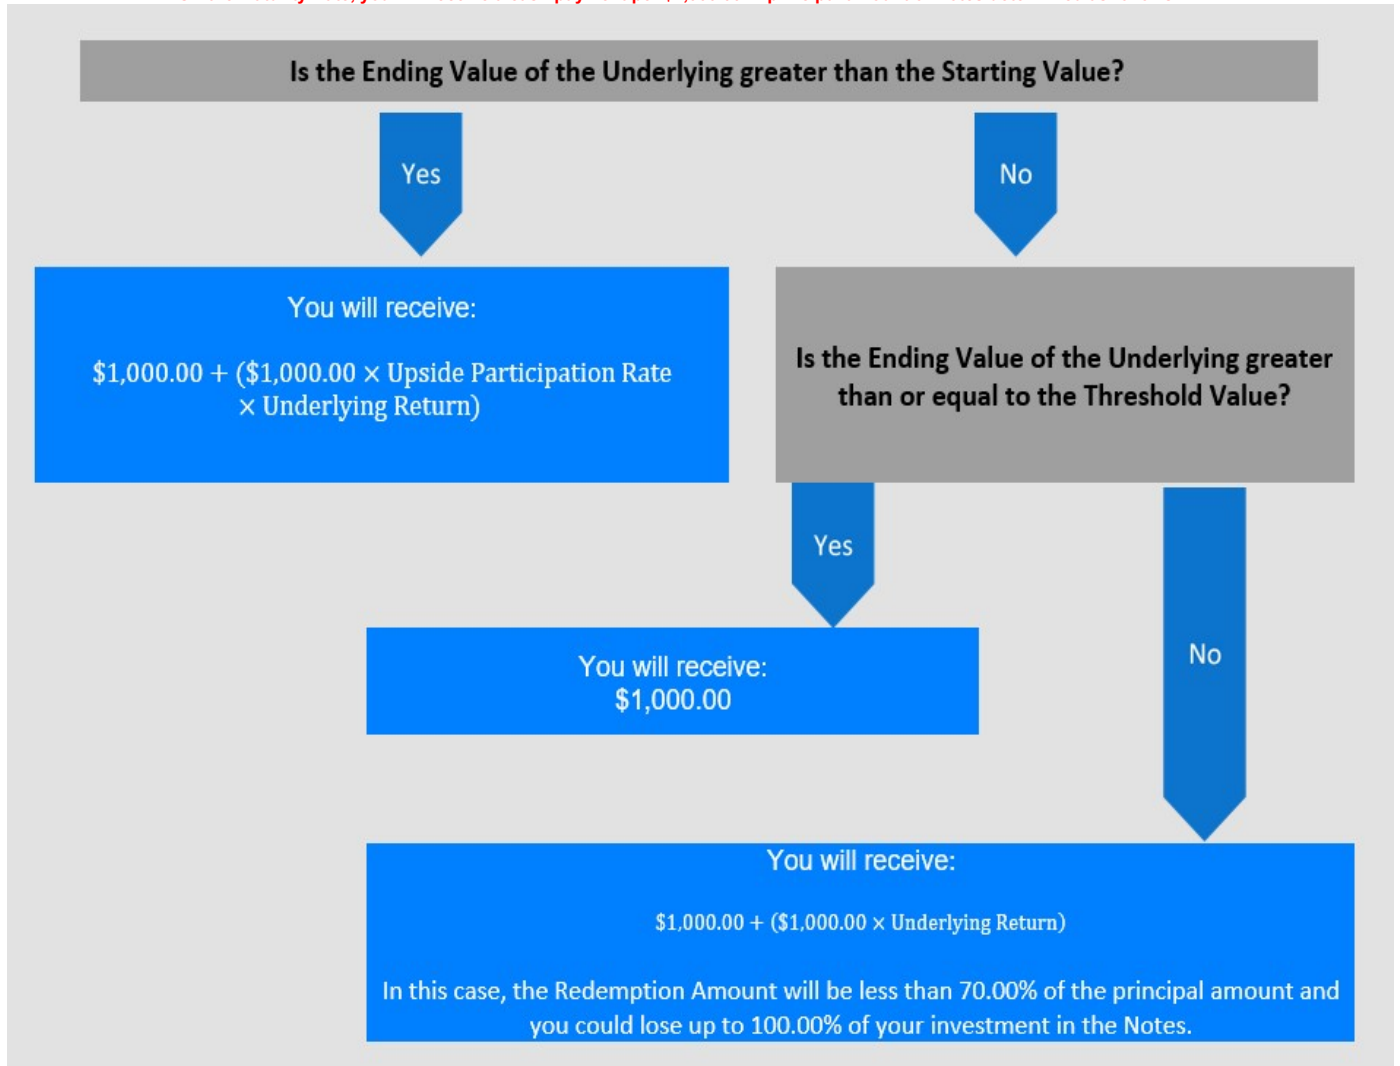 Is the Ending Value of the Underlying greater than the Starting Value?
Yes
No
You will receive:
$1,000.00 + ($1,000.00 × Upside Participation Rate
× Underlying Return)
Is the Ending Value of the Underlying greater
than or equal to the Threshold Value?
Yes
No
You will receive:
$1,000.00
You will receive:
$1,000.00 + ($1,000.00 × Underlying Return)
In this case, the Redemption Amount will be less than 70.00% of the principal amount and
you could lose up to 100.00% of your investment in the Notes.